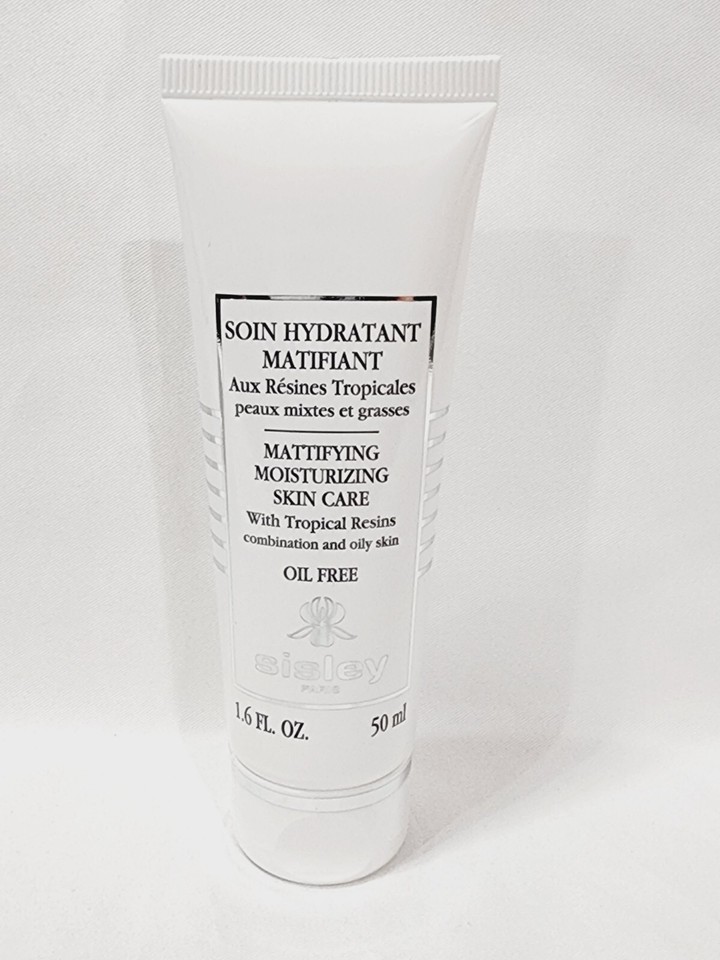 SOIN HYDRATANT
MATIFIANT
Aux Résines Tropicales
peaux mixtes et grasses
MATTIFYING
MOISTURIZING
SKIN CARE
With Tropical Resins
combination and oily skin
OIL FREE
sisley
PARIS
1.6 FL. OZ. 50 ml